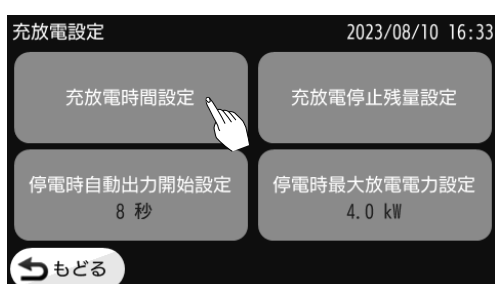 充放電設定 2023/08/10 16:33
充放電時間設定
充放電停止残量設定
停電時自動出力開始設定
8 秒
停電時最大放電電力設定
4.0 kW
もどる